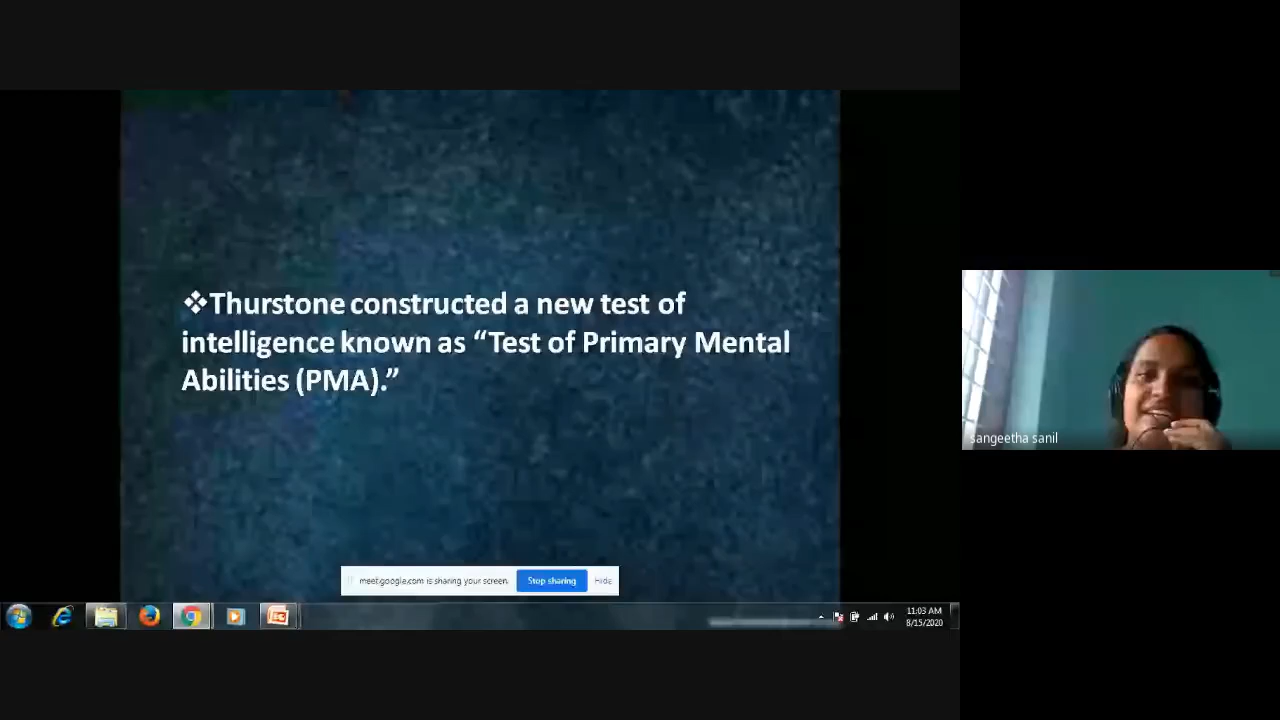 ❖Thurstone constructed a new test of
intelligence known as “Test of Primary Mental
Abilities (PMA).”
sangeetha sanil
meet.google.com is sharing your screen.
Stop sharing
Hide
11:03 AM
8/15/2020